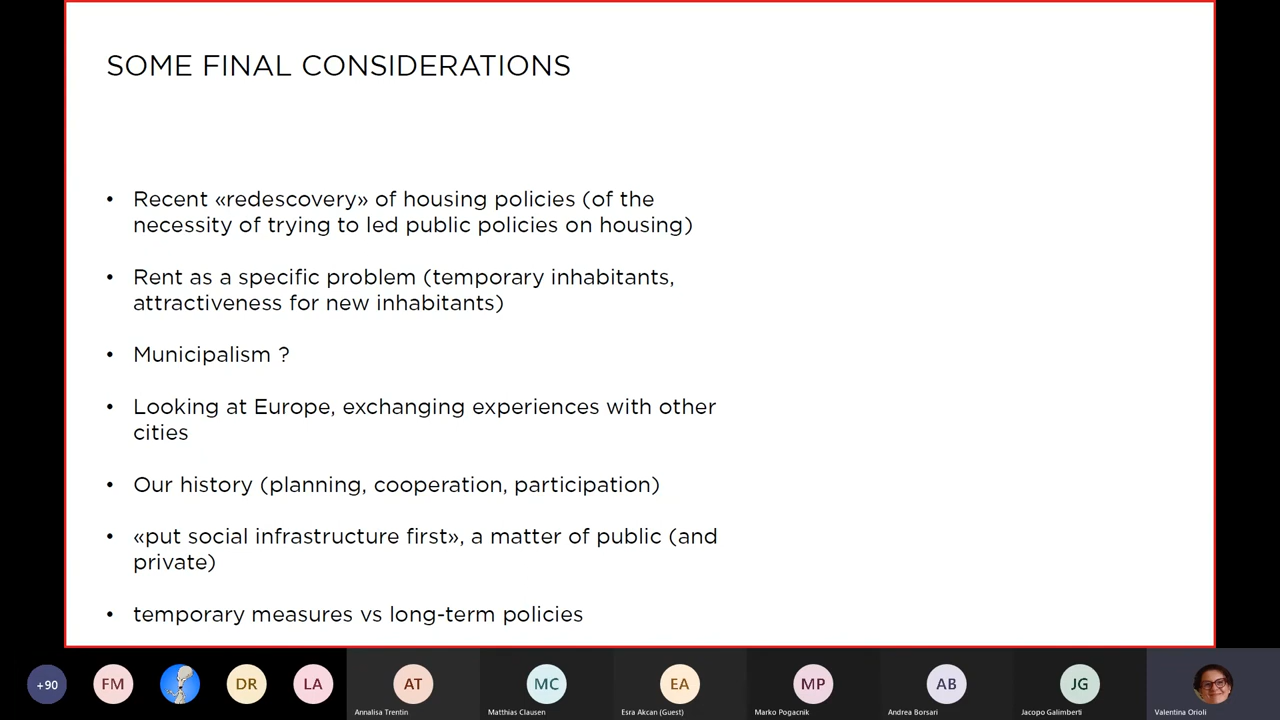 SOME FINAL CONSIDERATIONS
• Recent «redescovery» of housing policies (of the
necessity of trying to led public policies on housing)
• Rent as a specific problem (temporary inhabitants,
attractiveness for new inhabitants)
• Municipalism ?
• Looking at Europe, exchanging experiences with other
cities
• Our history (planning, cooperation, participation)
• «put social infrastructure first», a matter of public (and
private)
• temporary measures vs long-term policies
+90 FM DR LA AT MC EA MP AB JG
Annalisa Trentin Matthias Clausen Esra Akcan (Guest) Marko Pogacnik Andrea Borsari Jacopo Galimberti Valentina Orioli